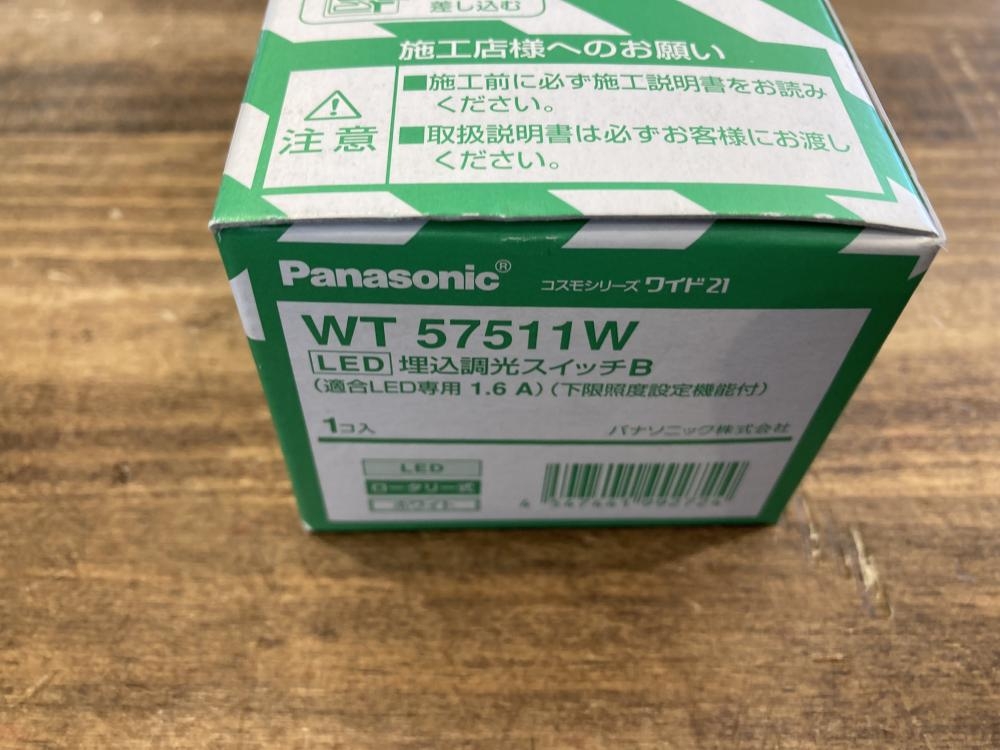 差し込む
施工店様へのお願い
注意
■施工前に必ず施工説明書をお読み
ください。
■取扱説明書は必ずお客様にお渡し
ください。
Panasonic®
コスモシリーズ ワイド21
WT 57511W
LED 埋込調光スイッチB
(適合LED専用 1.6 A)(下限照度設定機能付)
1コ入
パナソニック株式会社
LED
ロータリー式
ホワイト